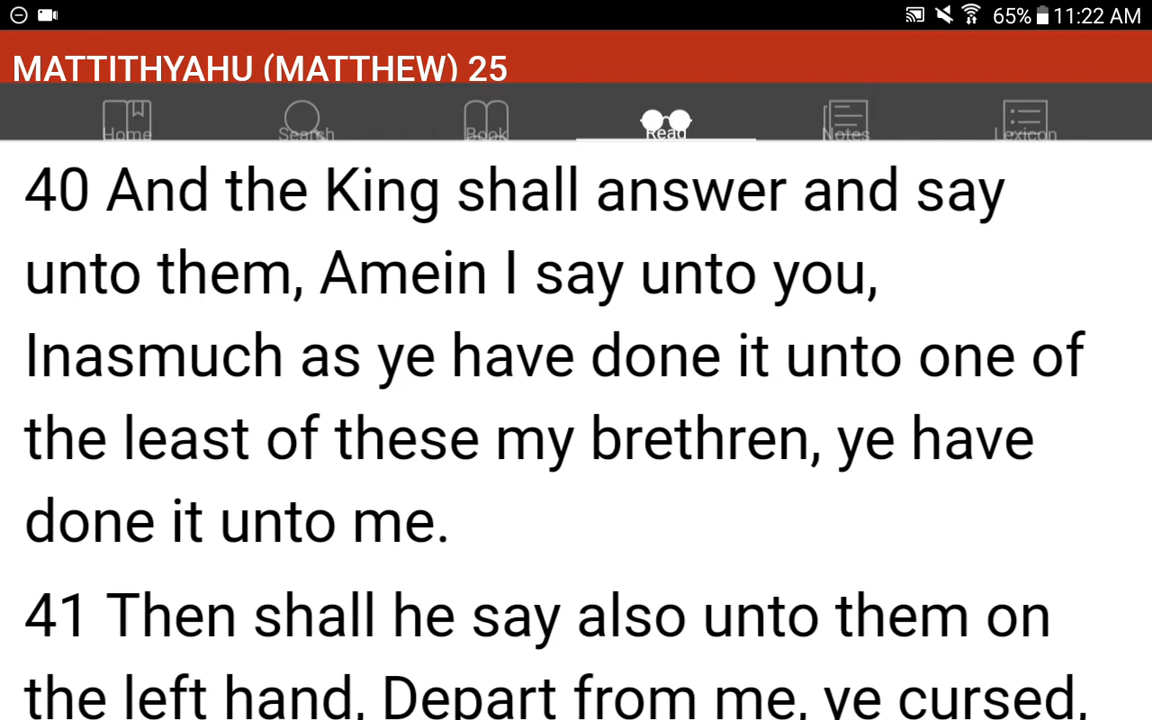 65% 11:22 AM
MATTITHYAHU (MATTHEW) 25
Home Search Book Read Notes Lexicon
40 And the King shall answer and say
unto them, Amein I say unto you,
Inasmuch as ye have done it unto one of
the least of these my brethren, ye have
done it unto me.
41 Then shall he say also unto them on
the left hand, Depart from me, ye cursed,